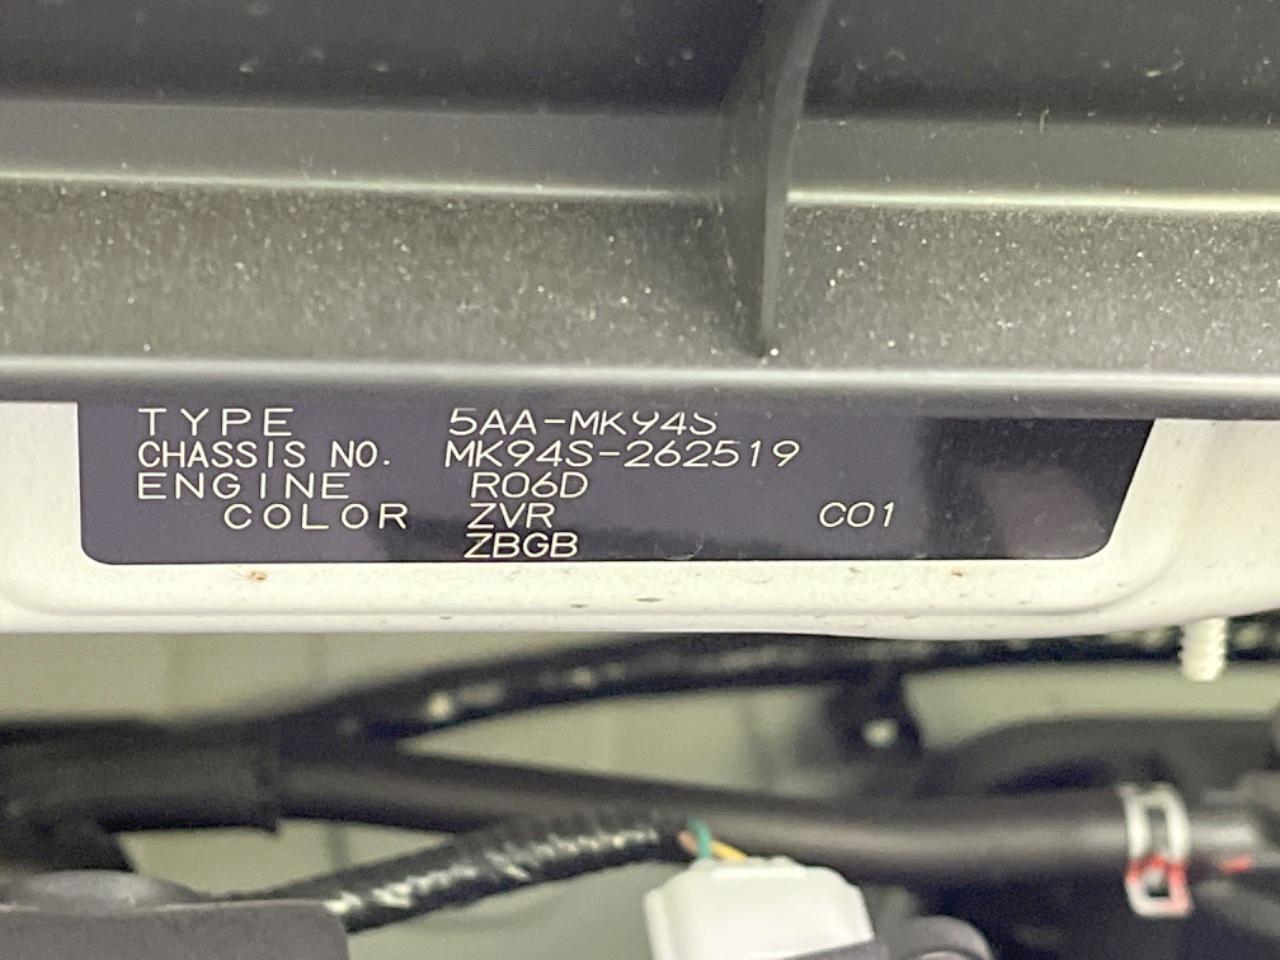 TYPE 5AA-MK94S
CHASSIS NO. MK94S-262519
ENGINE R06D
COLOR ZVR C01
ZBGB